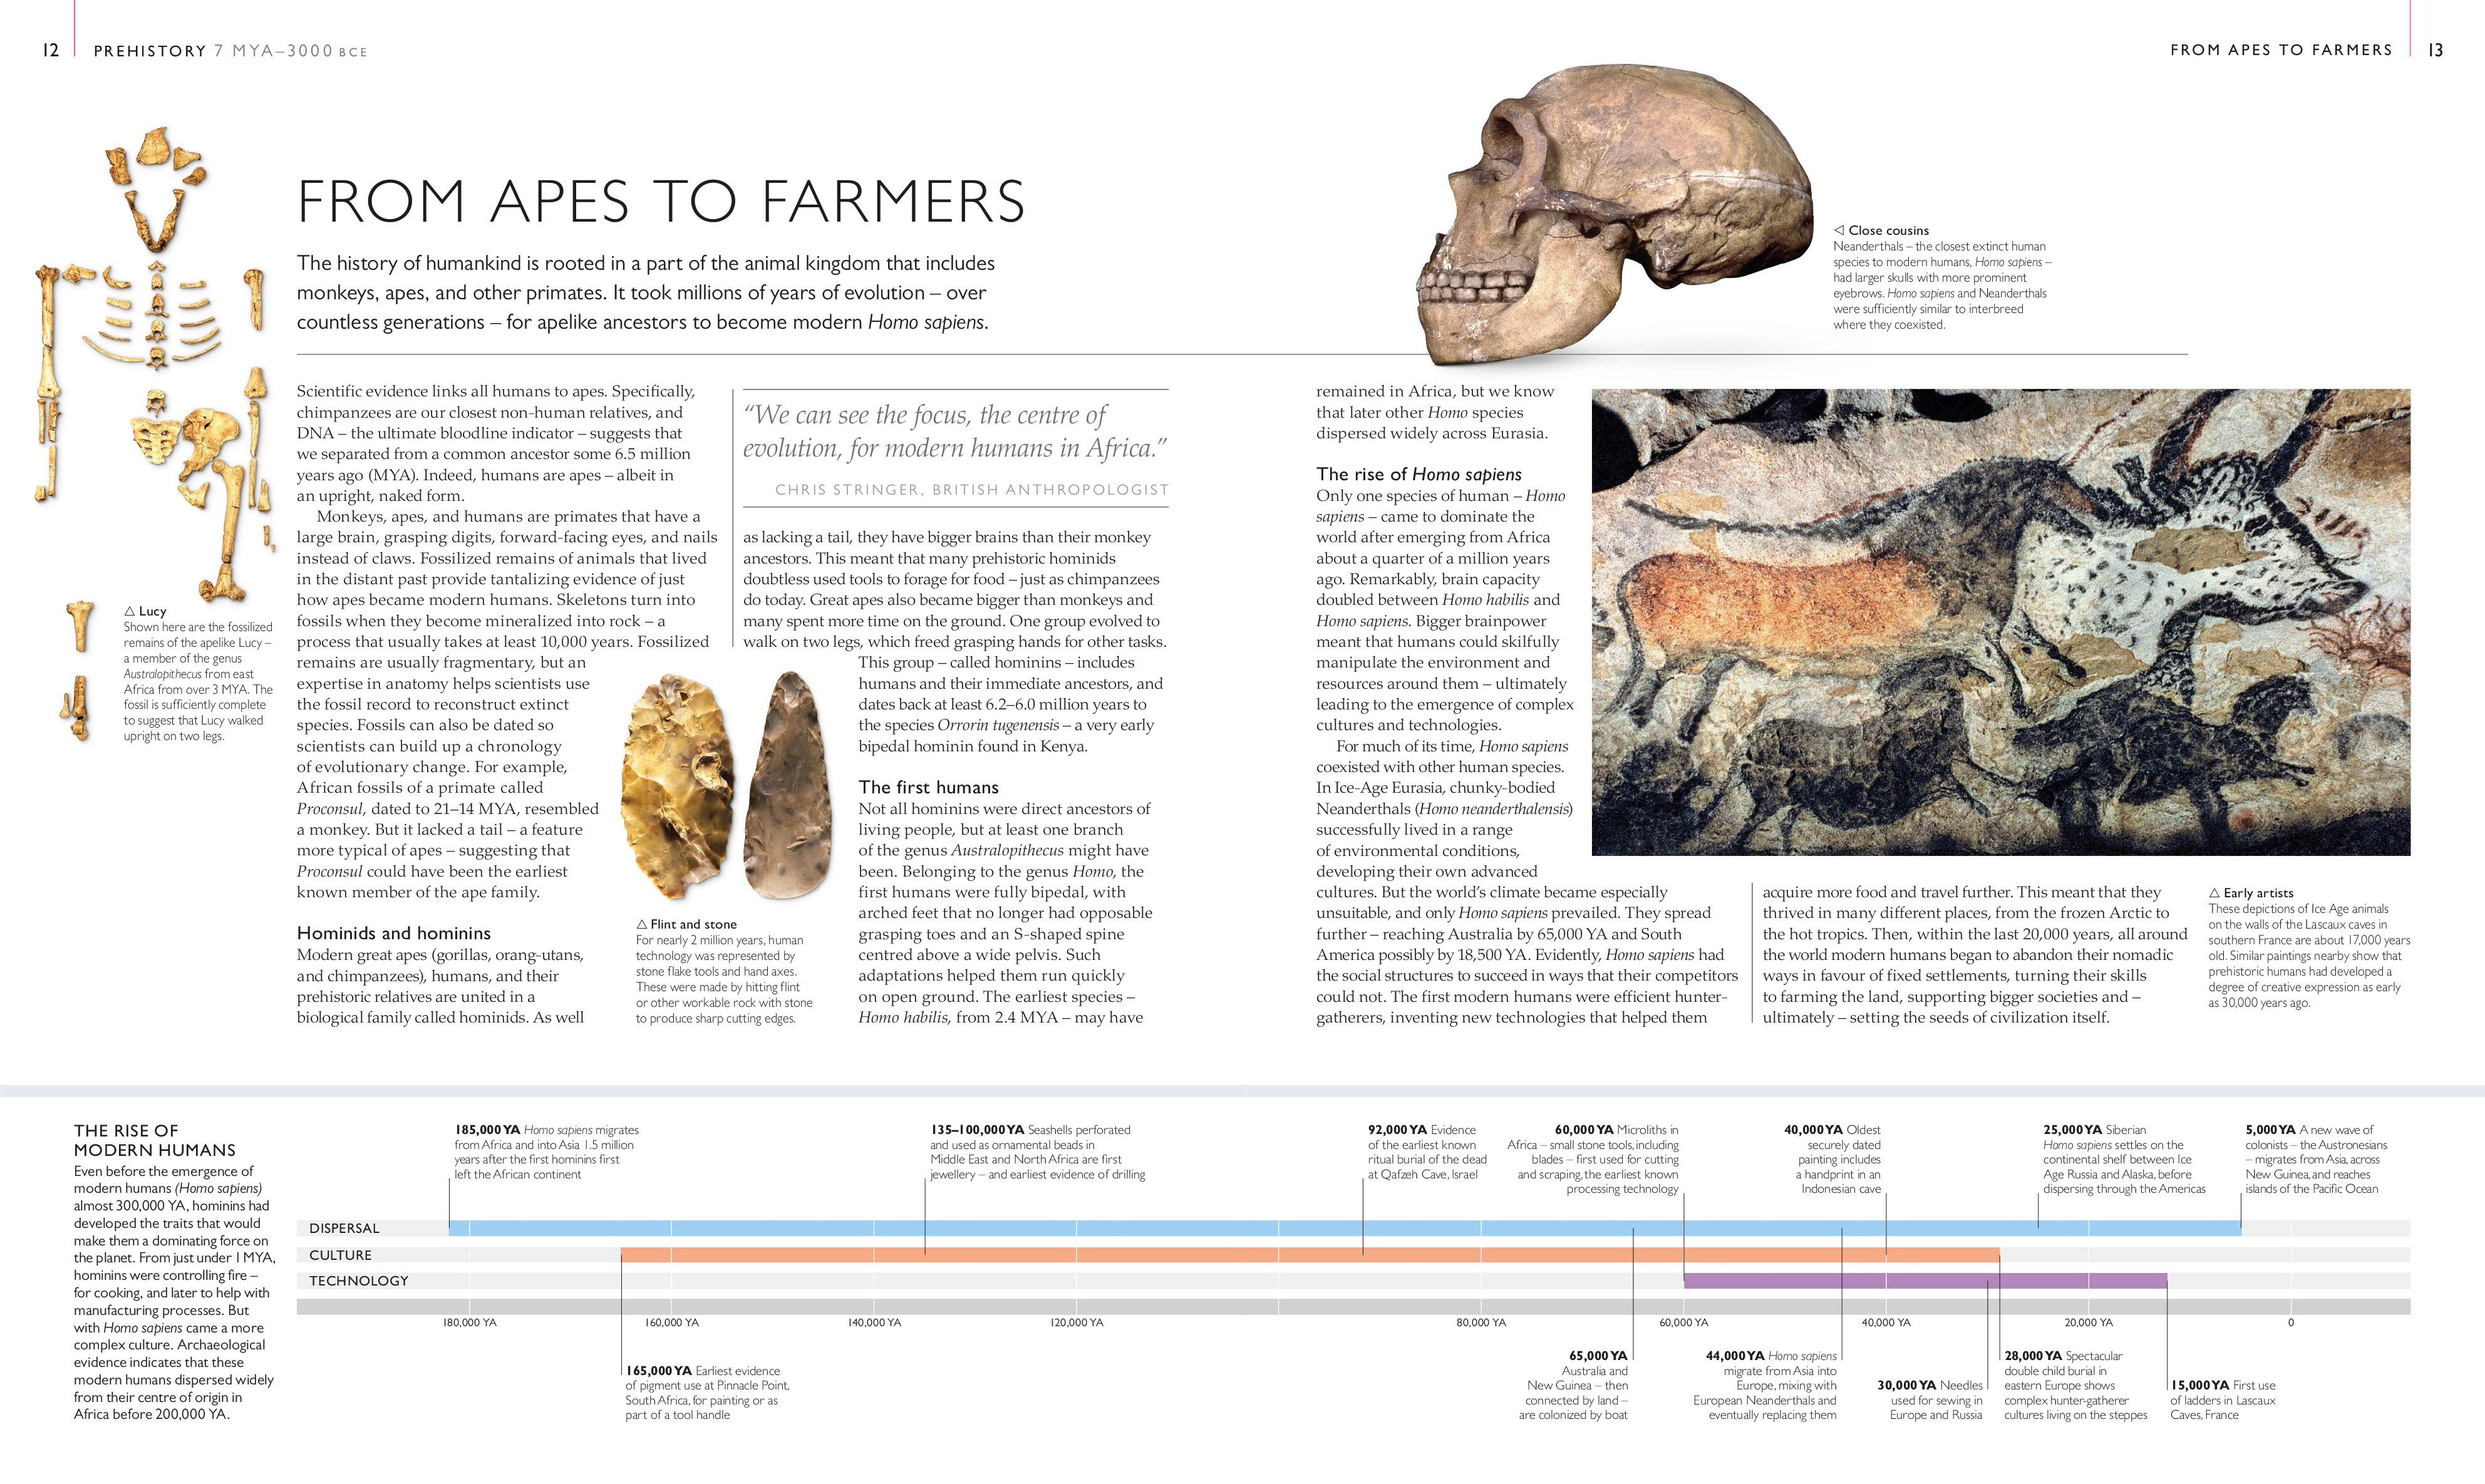 12
PREHISTORY 7 MYA–3000 BCE
FROM APES TO FARMERS
13
FROM APES TO FARMERS
The history of humankind is rooted in a part of the animal kingdom that includes
monkeys, apes, and other primates. It took millions of years of evolution – over
countless generations – for apelike ancestors to become modern Homo sapiens.
◁ Close cousins
Neanderthals – the closest extinct human
species to modern humans, Homo sapiens –
had larger skulls with more prominent
eyebrows. Homo sapiens and Neanderthals
were sufficiently similar to interbreed
where they coexisted.
△ Lucy
Shown here are the fossilized
remains of the apelike Lucy –
a member of the genus
Australopithecus from east
Africa from over 3 MYA. The
fossil is sufficiently complete
to suggest that Lucy walked
upright on two legs.
Scientific evidence links all humans to apes. Specifically,
chimpanzees are our closest non-human relatives, and
DNA – the ultimate bloodline indicator – suggests that
we separated from a common ancestor some 6.5 million
years ago (MYA). Indeed, humans are apes – albeit in
an upright, naked form.
Monkeys, apes, and humans are primates that have a
large brain, grasping digits, forward-facing eyes, and nails
instead of claws. Fossilized remains of animals that lived
in the distant past provide tantalizing evidence of just
how apes became modern humans. Skeletons turn into
fossils when they become mineralized into rock – a
process that usually takes at least 10,000 years. Fossilized
remains are usually fragmentary, but an
expertise in anatomy helps scientists use
the fossil record to reconstruct extinct
species. Fossils can also be dated so
scientists can build up a chronology
of evolutionary change. For example,
African fossils of a primate called
Proconsul, dated to 21–14 MYA, resembled
a monkey. But it lacked a tail – a feature
more typical of apes – suggesting that
Proconsul could have been the earliest
known member of the ape family.
Hominids and hominins
Modern great apes (gorillas, orang-utans,
and chimpanzees), humans, and their
prehistoric relatives are united in a
biological family called hominids. As well
"We can see the focus, the centre of
evolution, for modern humans in Africa."
CHRIS STRINGER, BRITISH ANTHROPOLOGIST
as lacking a tail, they have bigger brains than their monkey
ancestors. This meant that many prehistoric hominids
doubtless used tools to forage for food – just as chimpanzees
do today. Great apes also became bigger than monkeys and
many spent more time on the ground. One group evolved to
walk on two legs, which freed grasping hands for other tasks.
This group – called hominins – includes
humans and their immediate ancestors, and
dates back at least 6.2–6.0 million years to
the species Orrorin tugenensis – a very early
bipedal hominin found in Kenya.
The first humans
Not all hominins were direct ancestors of
living people, but at least one branch
of the genus Australopithecus might have
been. Belonging to the genus Homo, the
first humans were fully bipedal, with
arched feet that no longer had opposable
grasping toes and an S-shaped spine
centred above a wide pelvis. Such
adaptations helped them run quickly
on open ground. The earliest species –
Homo habilis, from 2.4 MYA – may have
△ Flint and stone
For nearly 2 million years, human
technology was represented by
stone flake tools and hand axes.
These were made by hitting flint
or other workable rock with stone
to produce sharp cutting edges.
remained in Africa, but we know
that later other Homo species
dispersed widely across Eurasia.
The rise of Homo sapiens
Only one species of human – Homo
sapiens – came to dominate the
world after emerging from Africa
about a quarter of a million years
ago. Remarkably, brain capacity
doubled between Homo habilis and
Homo sapiens. Bigger brainpower
meant that humans could skilfully
manipulate the environment and
resources around them – ultimately
leading to the emergence of complex
cultures and technologies.
For much of its time, Homo sapiens
coexisted with other human species.
In Ice-Age Eurasia, chunky-bodied
Neanderthals (Homo neanderthalensis)
successfully lived in a range
of environmental conditions,
developing their own advanced
cultures. But the world's climate became especially
unsuitable, and only Homo sapiens prevailed. They spread
further – reaching Australia by 65,000 YA and South
America possibly by 18,500 YA. Evidently, Homo sapiens had
the social structures to succeed in ways that their competitors
could not. The first modern humans were efficient hunter-
gatherers, inventing new technologies that helped them
acquire more food and travel further. This meant that they
thrived in many different places, from the frozen Arctic to
the hot tropics. Then, within the last 20,000 years, all around
the world modern humans began to abandon their nomadic
ways in favour of fixed settlements, turning their skills
to farming the land, supporting bigger societies and –
ultimately – setting the seeds of civilization itself.
△ Early artists
These depictions of Ice Age animals
on the walls of the Lascaux caves in
southern France are about 17,000 years
old. Similar paintings nearby show that
prehistoric humans had developed a
degree of creative expression as early
as 30,000 years ago.
THE RISE OF
MODERN HUMANS
Even before the emergence of
modern humans (Homo sapiens)
almost 300,000 YA, hominins had
developed the traits that would
make them a dominating force on
the planet. From just under 1 MYA,
hominins were controlling fire –
for cooking, and later to help with
manufacturing processes. But
with Homo sapiens came a more
complex culture. Archaeological
evidence indicates that these
modern humans dispersed widely
from their centre of origin in
Africa before 200,000 YA.
185,000 YA Homo sapiens migrates
from Africa and into Asia 1.5 million
years after the first hominins first
left the African continent
135–100,000 YA Seashells perforated
and used as ornamental beads in
Middle East and North Africa are first
jewellery – and earliest evidence of drilling
92,000 YA Evidence
of the earliest known
ritual burial of the dead
at Qafzeh Cave, Israel
60,000 YA Microliths in
Africa – small stone tools, including
blades – first used for cutting
and scraping, the earliest known
processing technology
40,000 YA Oldest
securely dated
painting includes
a handprint in an
Indonesian cave
25,000 YA Siberian
Homo sapiens settles on the
continental shelf between Ice
Age Russia and Alaska, before
dispersing through the Americas
5,000 YA A new wave of
colonists – the Austronesians
– migrates from Asia, across
New Guinea, and reaches
islands of the Pacific Ocean
DISPERSAL
CULTURE
TECHNOLOGY
180,000 YA
160,000 YA
140,000 YA
120,000 YA
80,000 YA
60,000 YA
40,000 YA
20,000 YA
0
165,000 YA Earliest evidence
of pigment use at Pinnacle Point,
South Africa, for painting or as
part of a tool handle
65,000 YA
Australia and
New Guinea – then
connected by land –
are colonized by boat
44,000 YA Homo sapiens
migrate from Asia into
Europe, mixing with
European Neanderthals and
eventually replacing them
30,000 YA Needles
used for sewing in
Europe and Russia
28,000 YA Spectacular
double child burial in
eastern Europe shows
complex hunter-gatherer
cultures living on the steppes
15,000 YA First use
of ladders in Lascaux
Caves, France